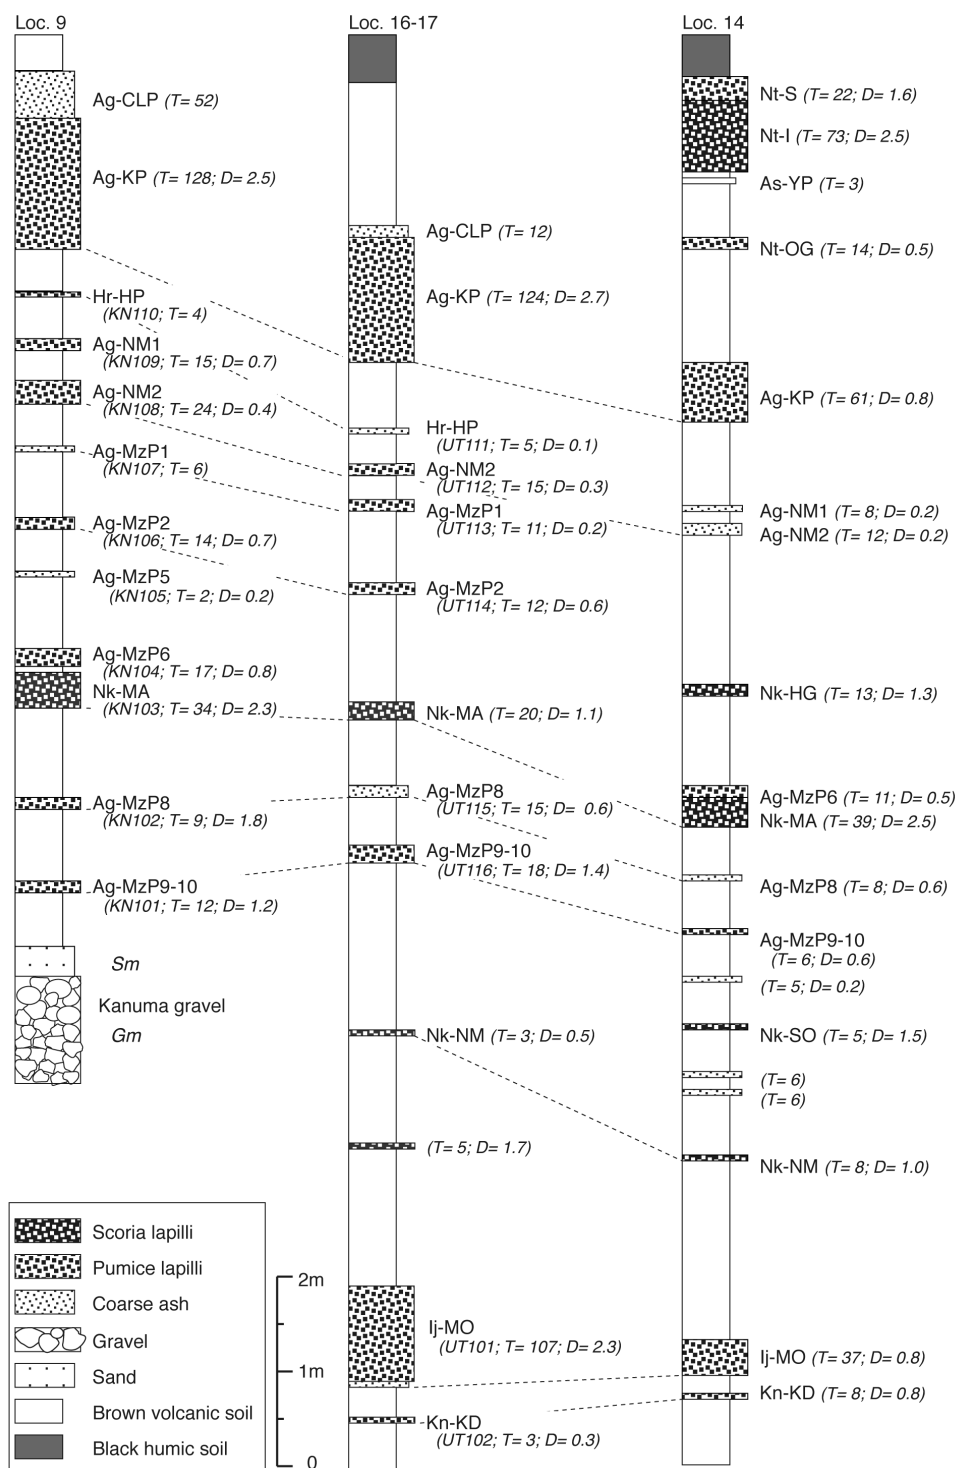 Loc. 9
Ag-CLP (T= 52)
Ag-KP (T= 128; D= 2.5)
Hr-HP
(KN110; T= 4)
Ag-NM1
(KN109; T= 15; D= 0.7)
Ag-NM2
(KN108; T= 24; D= 0.4)
Ag-MzP1
(KN107; T= 6)
Ag-MzP2
(KN106; T= 14; D= 0.7)
Ag-MzP5
(KN105; T= 2; D= 0.2)
Ag-MzP6
(KN104; T= 17; D= 0.8)
Nk-MA
(KN103; T= 34; D= 2.3)
Ag-MzP8
(KN102; T= 9; D= 1.8)
Ag-MzP9-10
(KN101; T= 12; D= 1.2)
Sm
Kanuma gravel
Gm
Loc. 16-17
Ag-CLP (T= 12)
Ag-KP (T= 124; D= 2.7)
Hr-HP
(UT111; T= 5; D= 0.1)
Ag-NM2
(UT112; T= 15; D= 0.3)
Ag-MzP1
(UT113; T= 11; D= 0.2)
Ag-MzP2
(UT114; T= 12; D= 0.6)
Nk-MA (T= 20; D= 1.1)
Ag-MzP8
(UT115; T= 15; D= 0.6)
Ag-MzP9-10
(UT116; T= 18; D= 1.4)
Nk-NM (T= 3; D= 0.5)
(T= 5; D= 1.7)
Ij-MO
(UT101; T= 107; D= 2.3)
Kn-KD
(UT102; T= 3; D= 0.3)
Loc. 14
Nt-S (T= 22; D= 1.6)
Nt-I (T= 73; D= 2.5)
As-YP (T= 3)
Nt-OG (T= 14; D= 0.5)
Ag-KP (T= 61; D= 0.8)
Ag-NM1 (T= 8; D= 0.2)
Ag-NM2 (T= 12; D= 0.2)
Nk-HG (T= 13; D= 1.3)
Ag-MzP6 (T= 11; D= 0.5)
Nk-MA (T= 39; D= 2.5)
Ag-MzP8 (T= 8; D= 0.6)
Ag-MzP9-10
(T= 6; D= 0.6)
(T= 5; D= 0.2)
Nk-SO (T= 5; D= 1.5)
(T= 6)
(T= 6)
Nk-NM (T= 8; D= 1.0)
Ij-MO (T= 37; D= 0.8)
Kn-KD (T= 8; D= 0.8)
Scoria lapilli
Pumice lapilli
Coarse ash
Gravel
Sand
Brown volcanic soil
Black humic soil
2m
1m
0